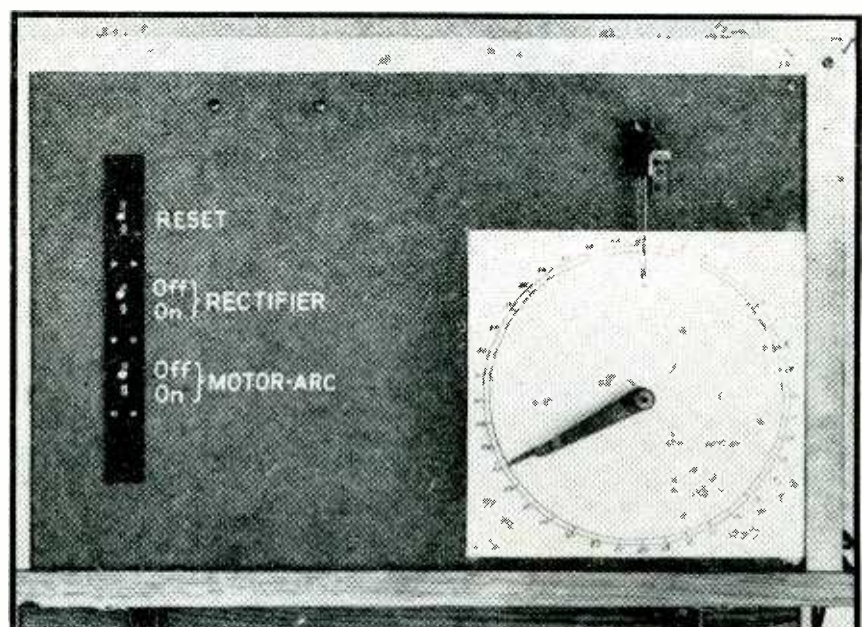 RESET
Off
On } RECTIFIER
Off
On } MOTOR-ARC